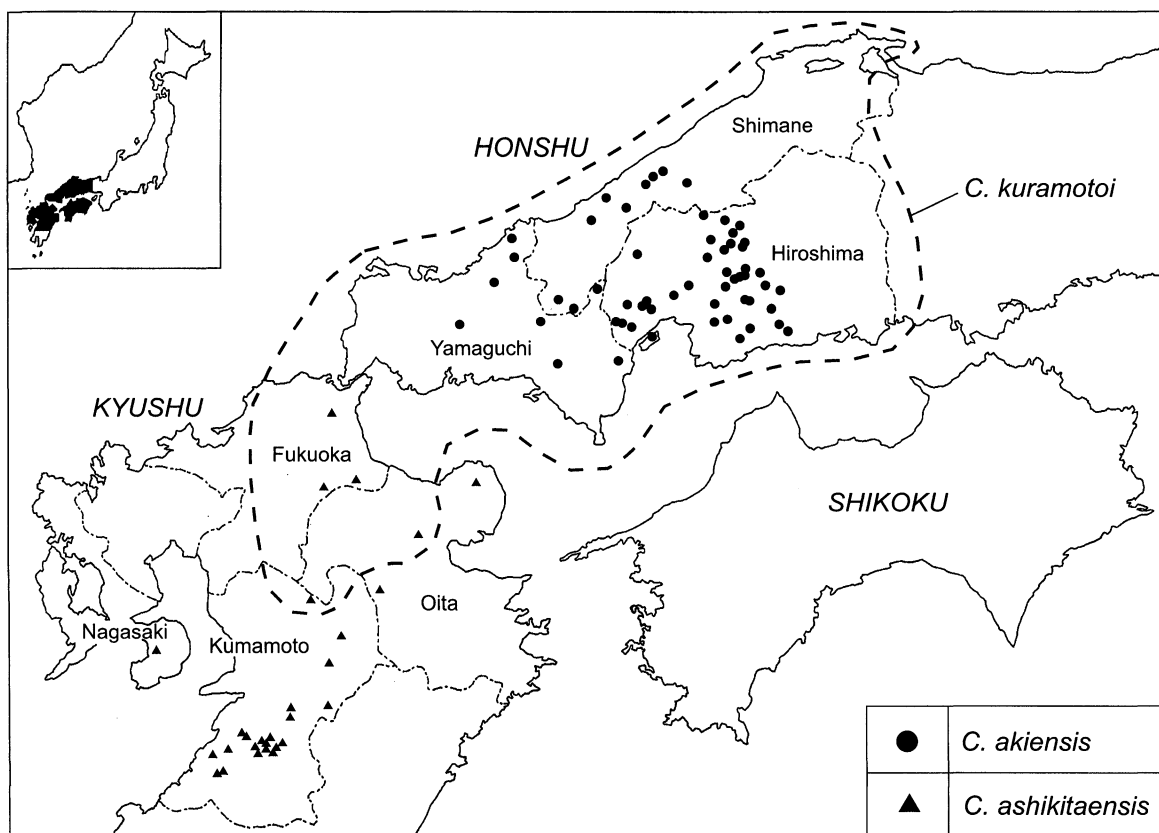 Shimane
HONSHU
C. kuramotoi
Hiroshima
Yamaguchi
KYUSHU
Fukuoka
SHIKOKU
Oita
Nagasaki
Kumamoto
C. akiensis
C. ashikitaensis